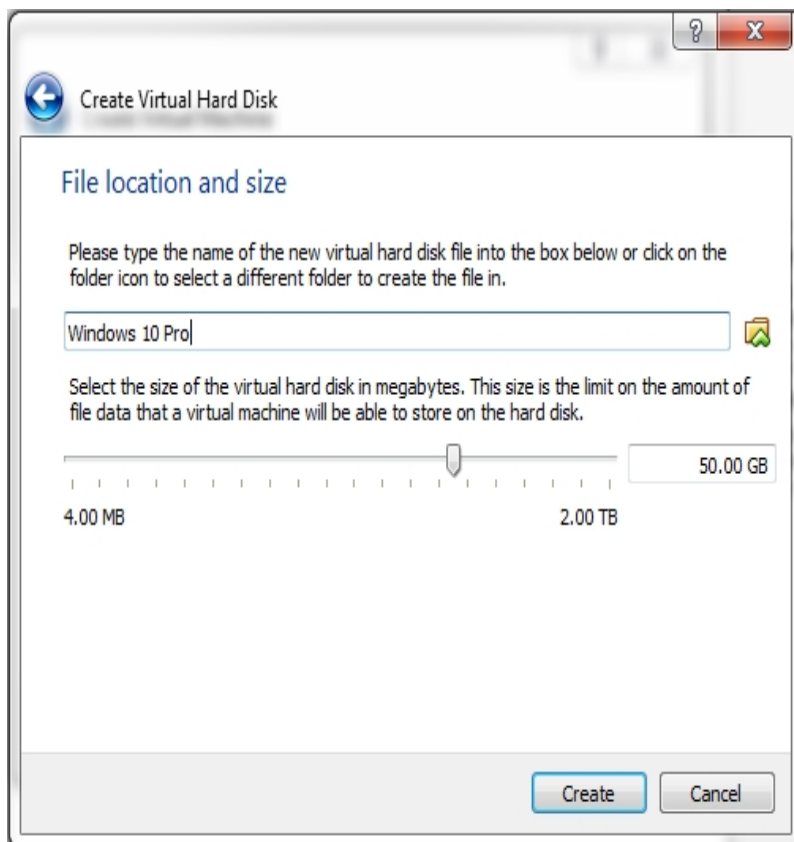 Create Virtual Hard Disk
File location and size
Please type the name of the new virtual hard disk file into the box below or click on the
folder icon to select a different folder to create the file in.
Windows 10 Pro
Select the size of the virtual hard disk in megabytes. This size is the limit on the amount of
file data that a virtual machine will be able to store on the hard disk.
50.00 GB
4.00 MB 2.00 TB
Create Cancel